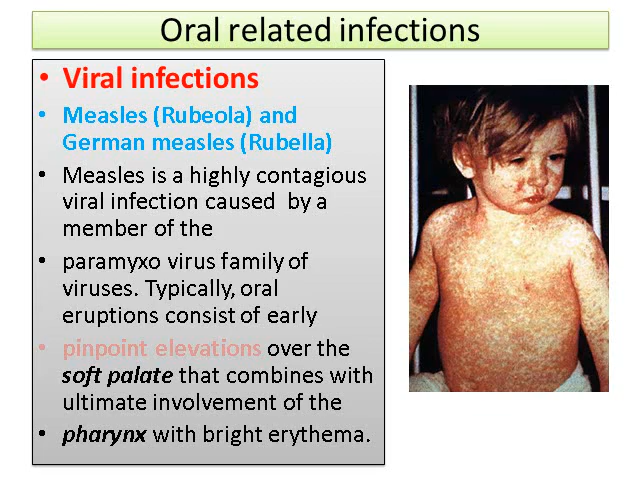 Oral related infections
• Viral infections
• Measles (Rubeola) and
German measles (Rubella)
• Measles is a highly contagious
viral infection caused  by a
member of the
• paramyxo virus family of
viruses. Typically, oral
eruptions consist of early
• pinpoint elevations over the
soft palate that combines with
ultimate involvement of the
• pharynx with bright erythema.